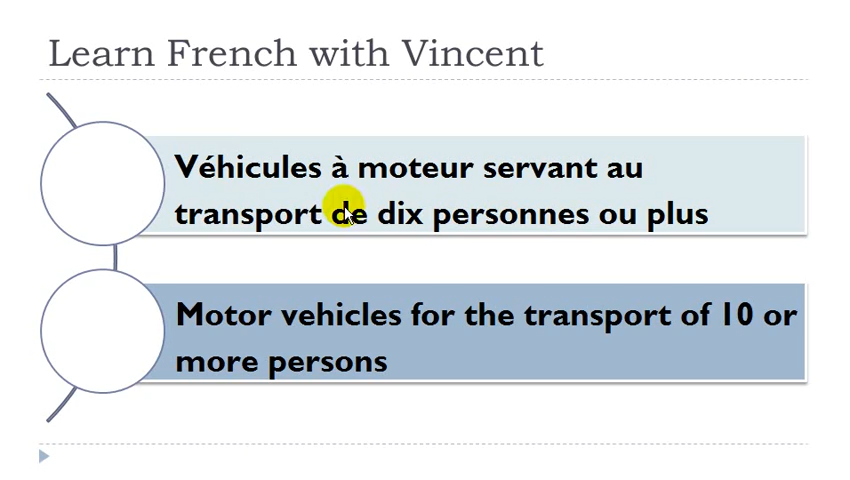 Learn French with Vincent
Véhicules à moteur servant au
transport de dix personnes ou plus
Motor vehicles for the transport of 10 or
more persons